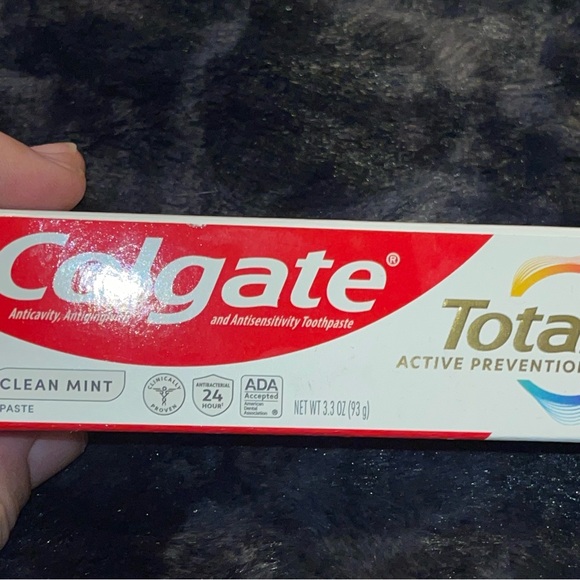 Colgate®
Anticavity, Antigingivitis and Antisensitivity Toothpaste
Tota
ACTIVE PREVENTION
CLEAN MINT
PASTE
CLINICALLY PROVEN
ANTIBACTERIAL
24
HOUR†
ADA
Accepted
American
Dental
Association®
NET WT 3.3 OZ (93 g)